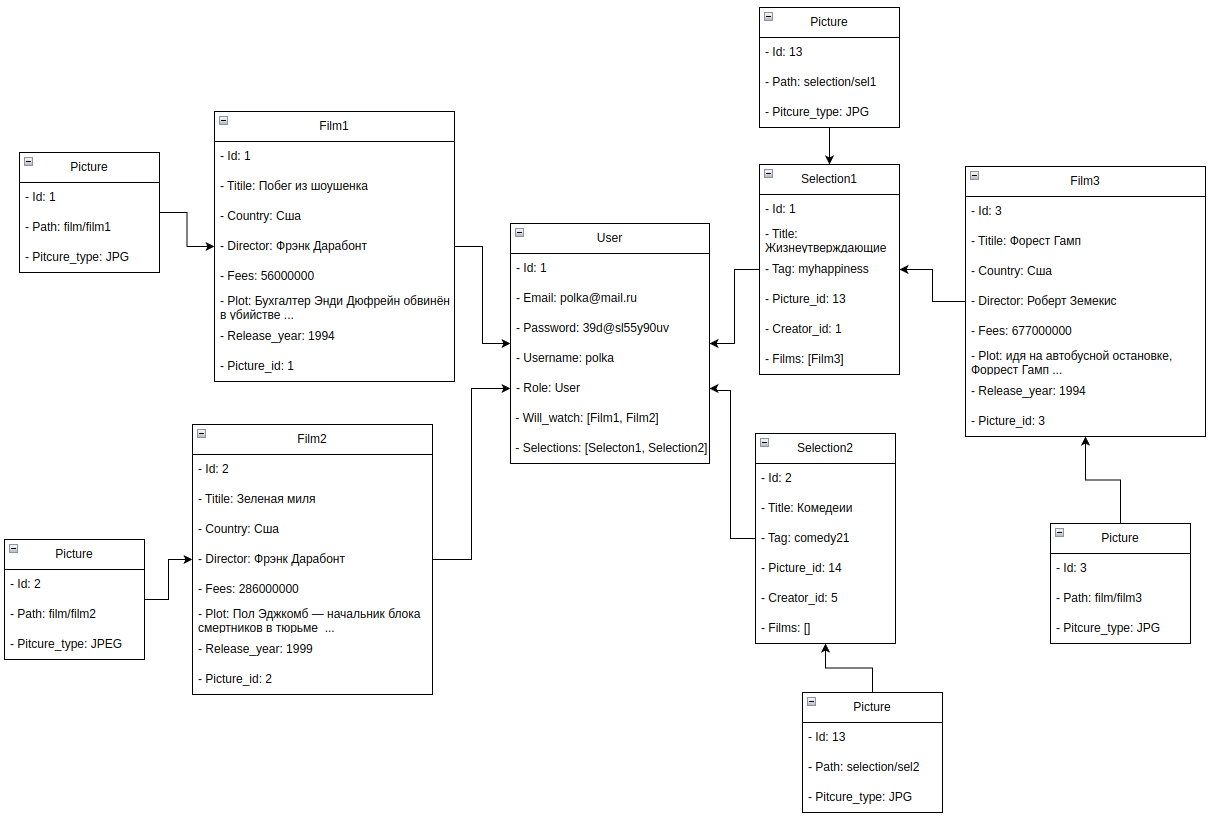 Picture
- Id: 13
- Path: selection/sel1
- Pitcure_type: JPG
Film1
- Id: 1
- Titile: Побег из шоушенка
- Country: Сша
- Director: Фрэнк Дарабонт
- Fees: 56000000
- Plot: Бухгалтер Энди Дюфрейн обвинён
в убийстве ...
- Release_year: 1994
- Picture_id: 1
Picture
- Id: 1
- Path: film/film1
- Pitcure_type: JPG
Selection1
- Id: 1
- Title:
Жизнеутверждающие
- Tag: myhappiness
- Picture_id: 13
- Creator_id: 1
- Films: [Film3]
Film3
- Id: 3
- Titile: Форест Гамп
- Country: Сша
- Director: Роберт Земекис
- Fees: 677000000
- Plot: идя на автобусной остановке,
Форрест Гамп ...
- Release_year: 1994
- Picture_id: 3
User
- Id: 1
- Email: polka@mail.ru
- Password: 39d@sl55y90uv
- Username: polka
- Role: User
- Will_watch: [Film1, Film2]
- Selections: [Selecton1, Selection2]
Film2
- Id: 2
- Titile: Зеленая миля
- Country: Сша
- Director: Фрэнк Дарабонт
- Fees: 286000000
- Plot: Пол Эджкомб — начальник блока
смертников в тюрьме ...
- Release_year: 1999
- Picture_id: 2
Selection2
- Id: 2
- Title: Комедеии
- Tag: comedy21
- Picture_id: 14
- Creator_id: 5
- Films: []
Picture
- Id: 2
- Path: film/film2
- Pitcure_type: JPEG
Picture
- Id: 3
- Path: film/film3
- Pitcure_type: JPG
Picture
- Id: 13
- Path: selection/sel2
- Pitcure_type: JPG